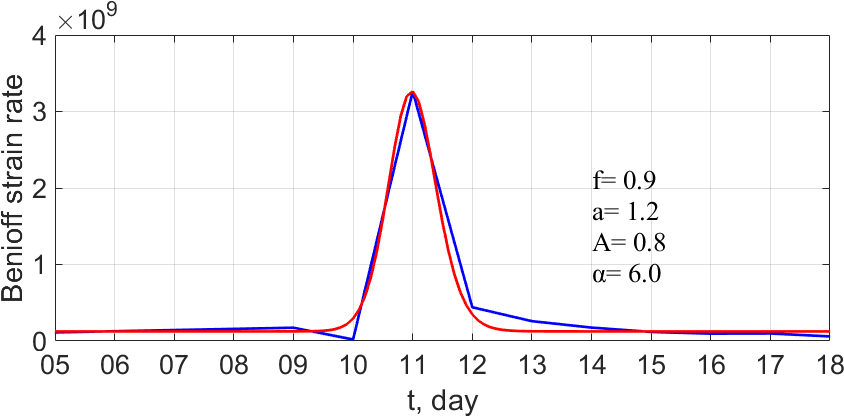 ×10⁹
4
3
2
1
0
Benioff strain rate
f= 0.9
a= 1.2
A= 0.8
α= 6.0
05 06 07 08 09 10 11 12 13 14 15 16 17 18
t, day